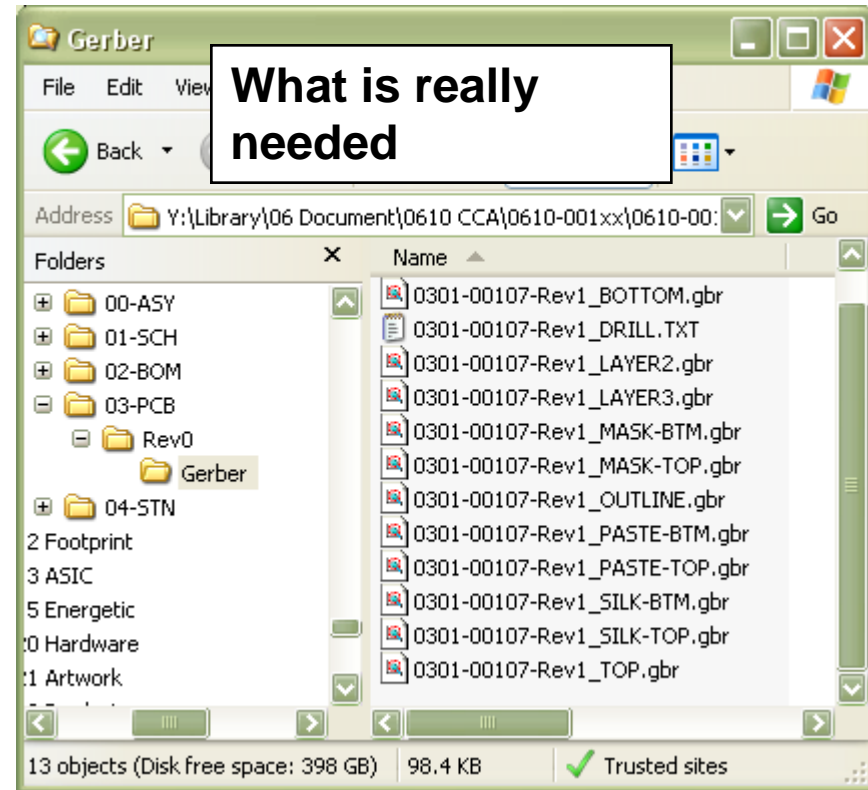 Gerber
File Edit View
What is really
needed
Back
Address Y:\Library\06 Document\0610 CCA\0610-001xx\0610-00 Go
Folders × Name
00-ASY
01-SCH
02-BOM
03-PCB
Rev0
Gerber
04-STN
2 Footprint
3 ASIC
5 Energetic
0 Hardware
1 Artwork
0301-00107-Rev1_BOTTOM.gbr
0301-00107-Rev1_DRILL.TXT
0301-00107-Rev1_LAYER2.gbr
0301-00107-Rev1_LAYER3.gbr
0301-00107-Rev1_MASK-BTM.gbr
0301-00107-Rev1_MASK-TOP.gbr
0301-00107-Rev1_OUTLINE.gbr
0301-00107-Rev1_PASTE-BTM.gbr
0301-00107-Rev1_PASTE-TOP.gbr
0301-00107-Rev1_SILK-BTM.gbr
0301-00107-Rev1_SILK-TOP.gbr
0301-00107-Rev1_TOP.gbr
13 objects (Disk free space: 398 GB) 98.4 KB Trusted sites